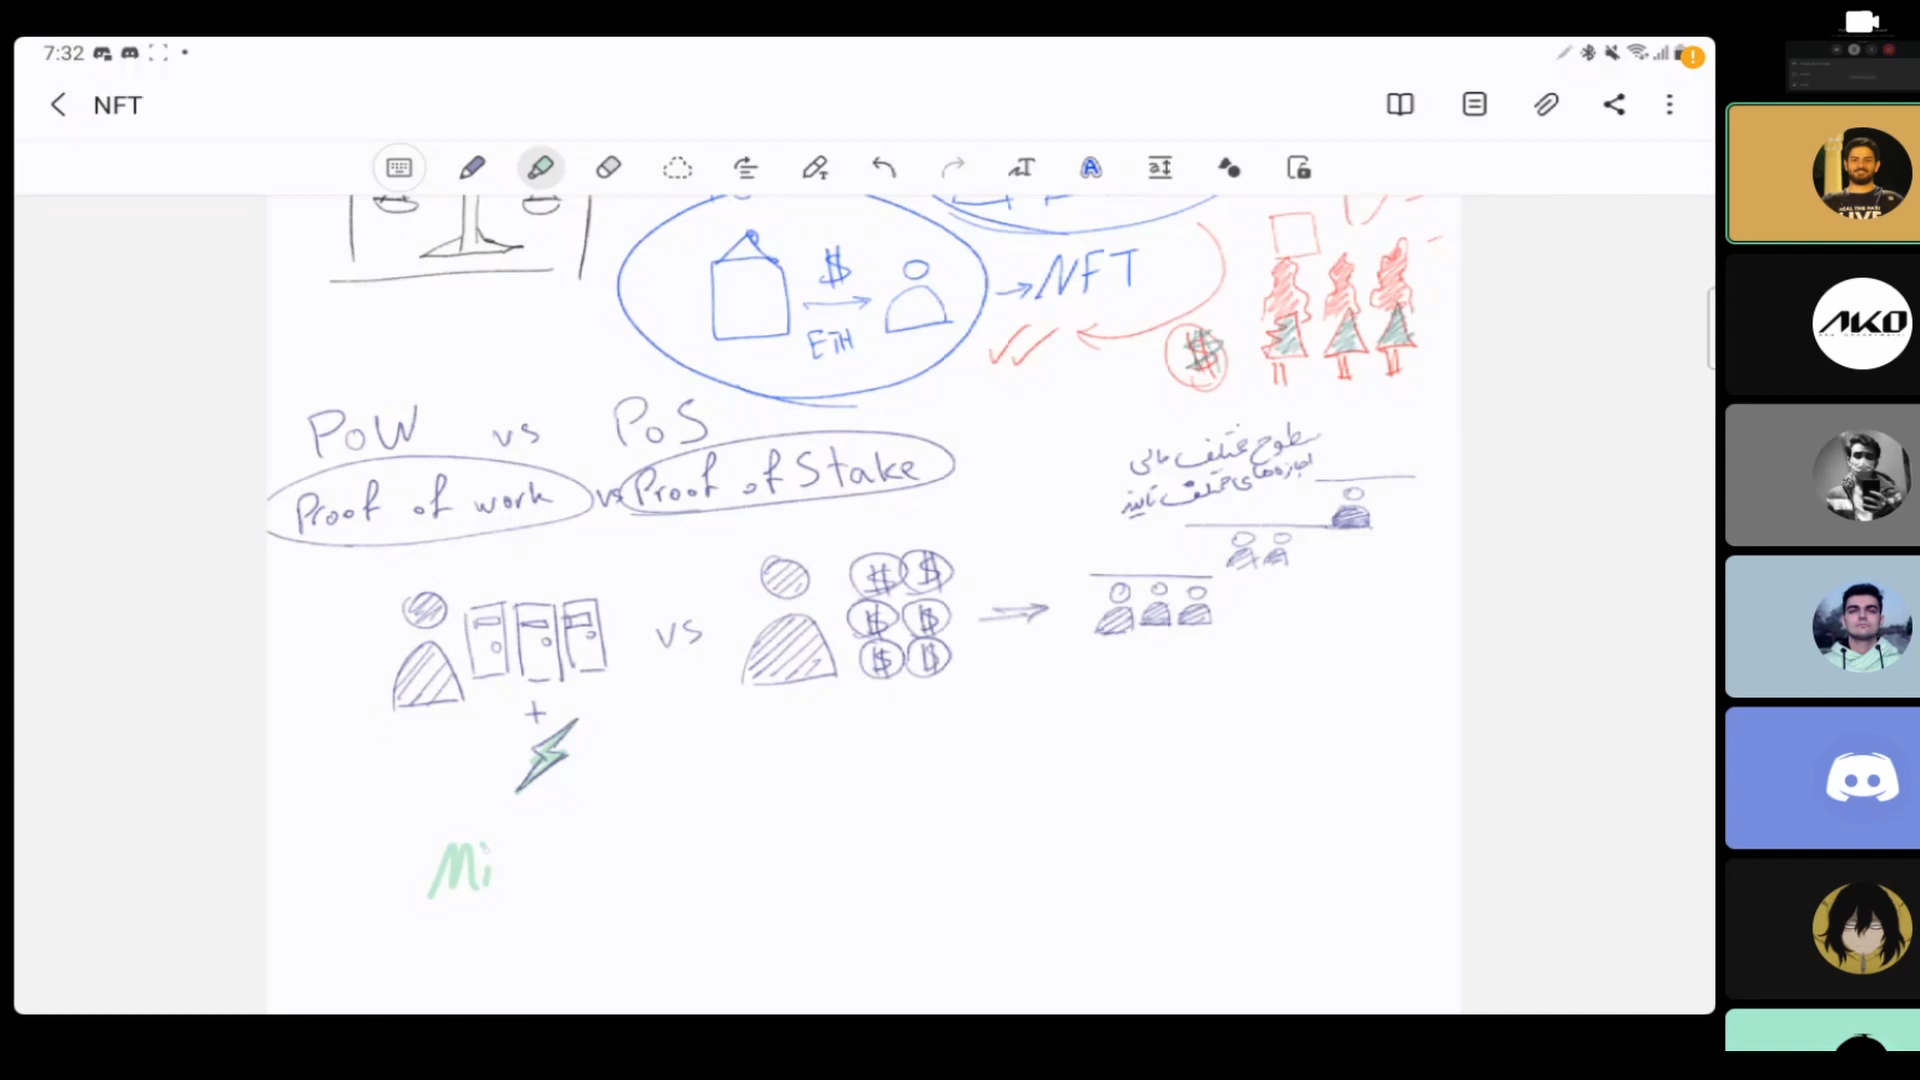 7:32
NFT
$
ETH
→ NFT
$
PoW vs PoS
Proof of work vs Proof of Stake
سطوح مختلف مالی
اجازه‌های مختلف تایید
vs
$ $
$ $
$ $
+
Mi
AKO